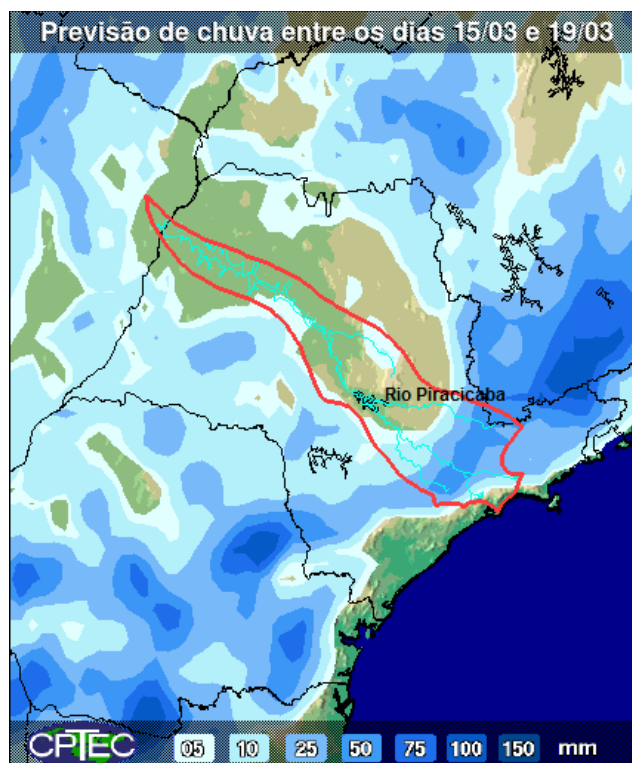 Previsão de chuva entre os dias 15/03 e 19/03
Rio Piracicaba
CPTEC 05 10 25 50 75 100 150 mm